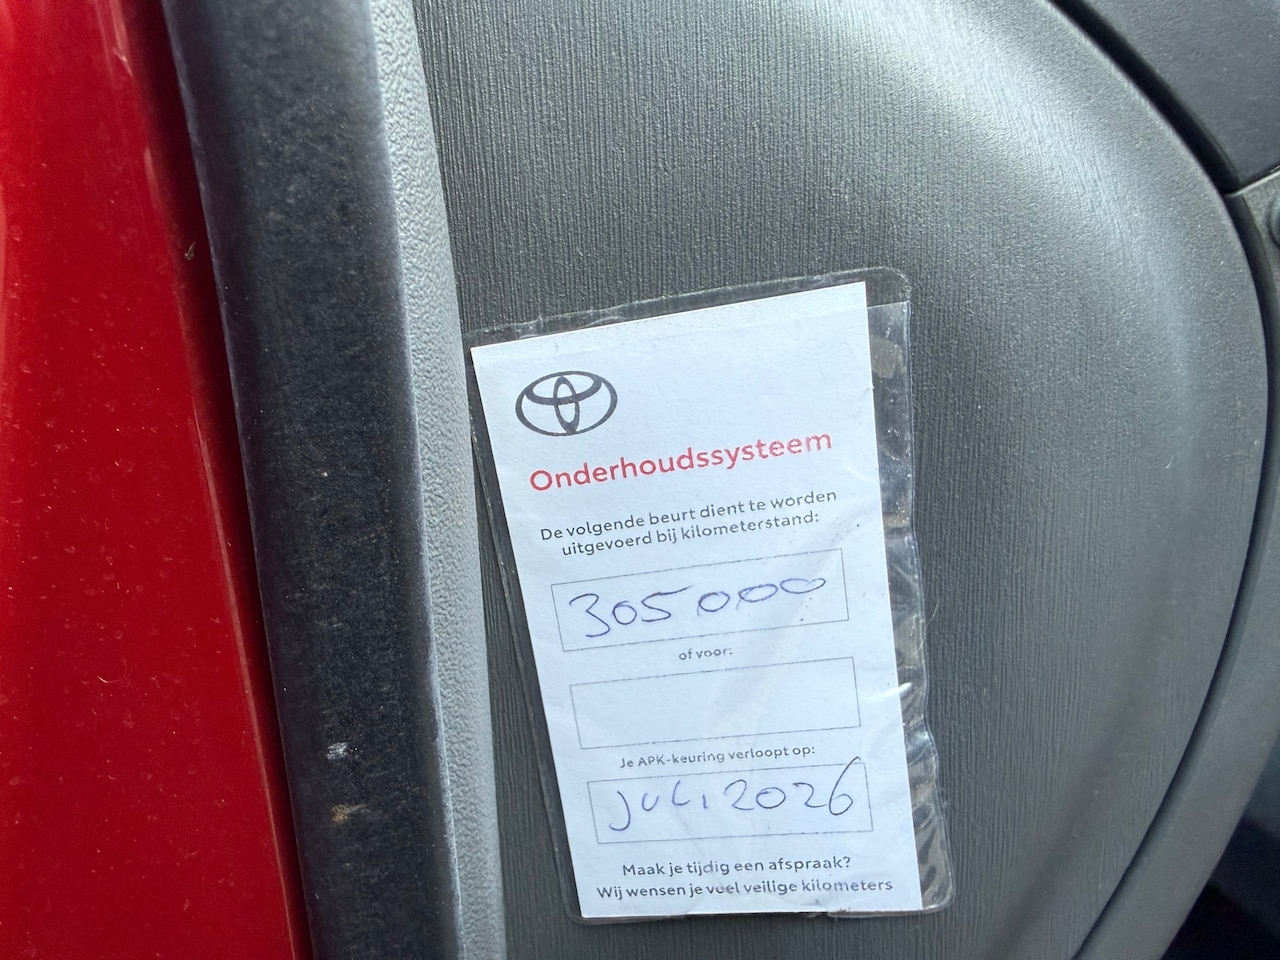 Onderhoudssysteem
De volgende beurt dient te worden
uitgevoerd bij kilometerstand:
305000
of voor:
Je APK-keuring verloopt op:
juli 2026
Maak je tijdig een afspraak?
Wij wensen je veel veilige kilometers